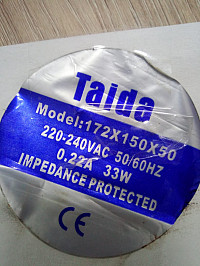 Taida
Model:172X150X50
220-240VAC 50/60HZ
0.22A 33W
IMPEDANCE PROTECTED
CE